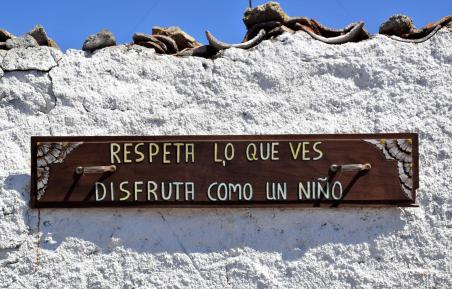 RESPETA LO QUE VES
DISFRUTA COMO UN NIÑO